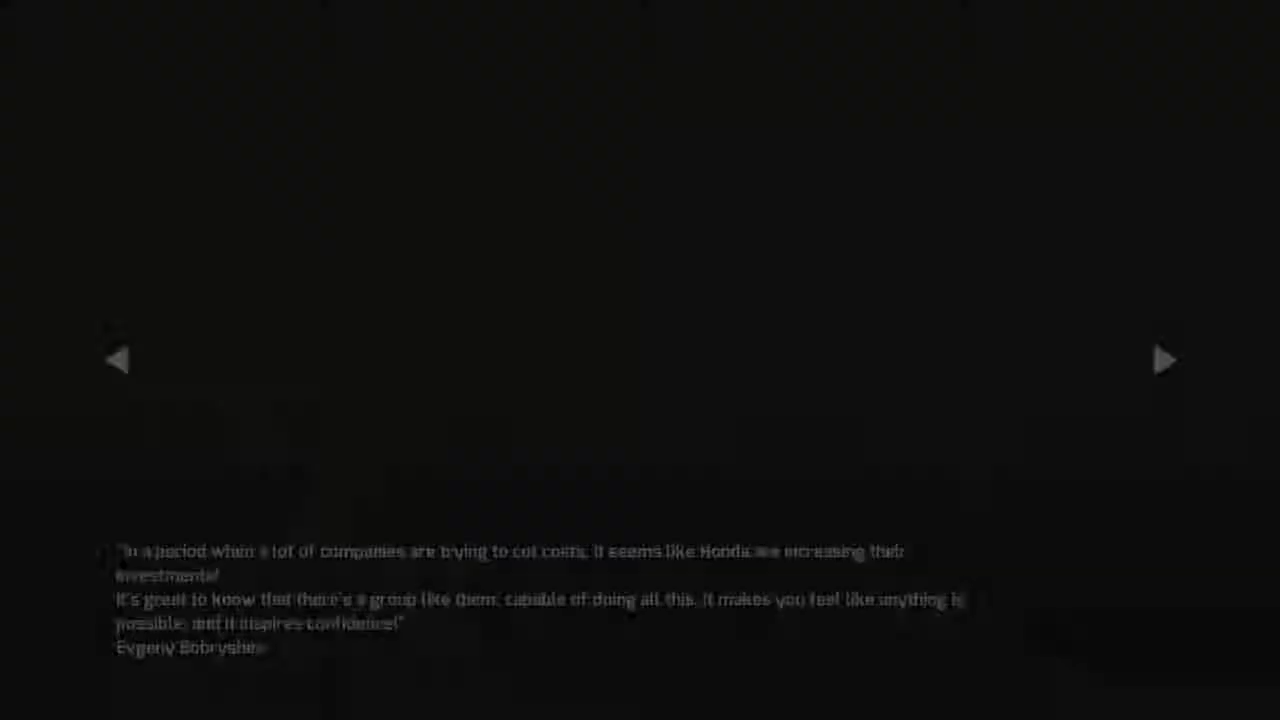 "In a period when a lot of companies are trying to cut costs, it seems like Honda are increasing their
investments!
It's great to know that there's a group like them, capable of doing all this. It makes you feel like anything is
possible, and it inspires confidence!"
Evgeny Bobryshev